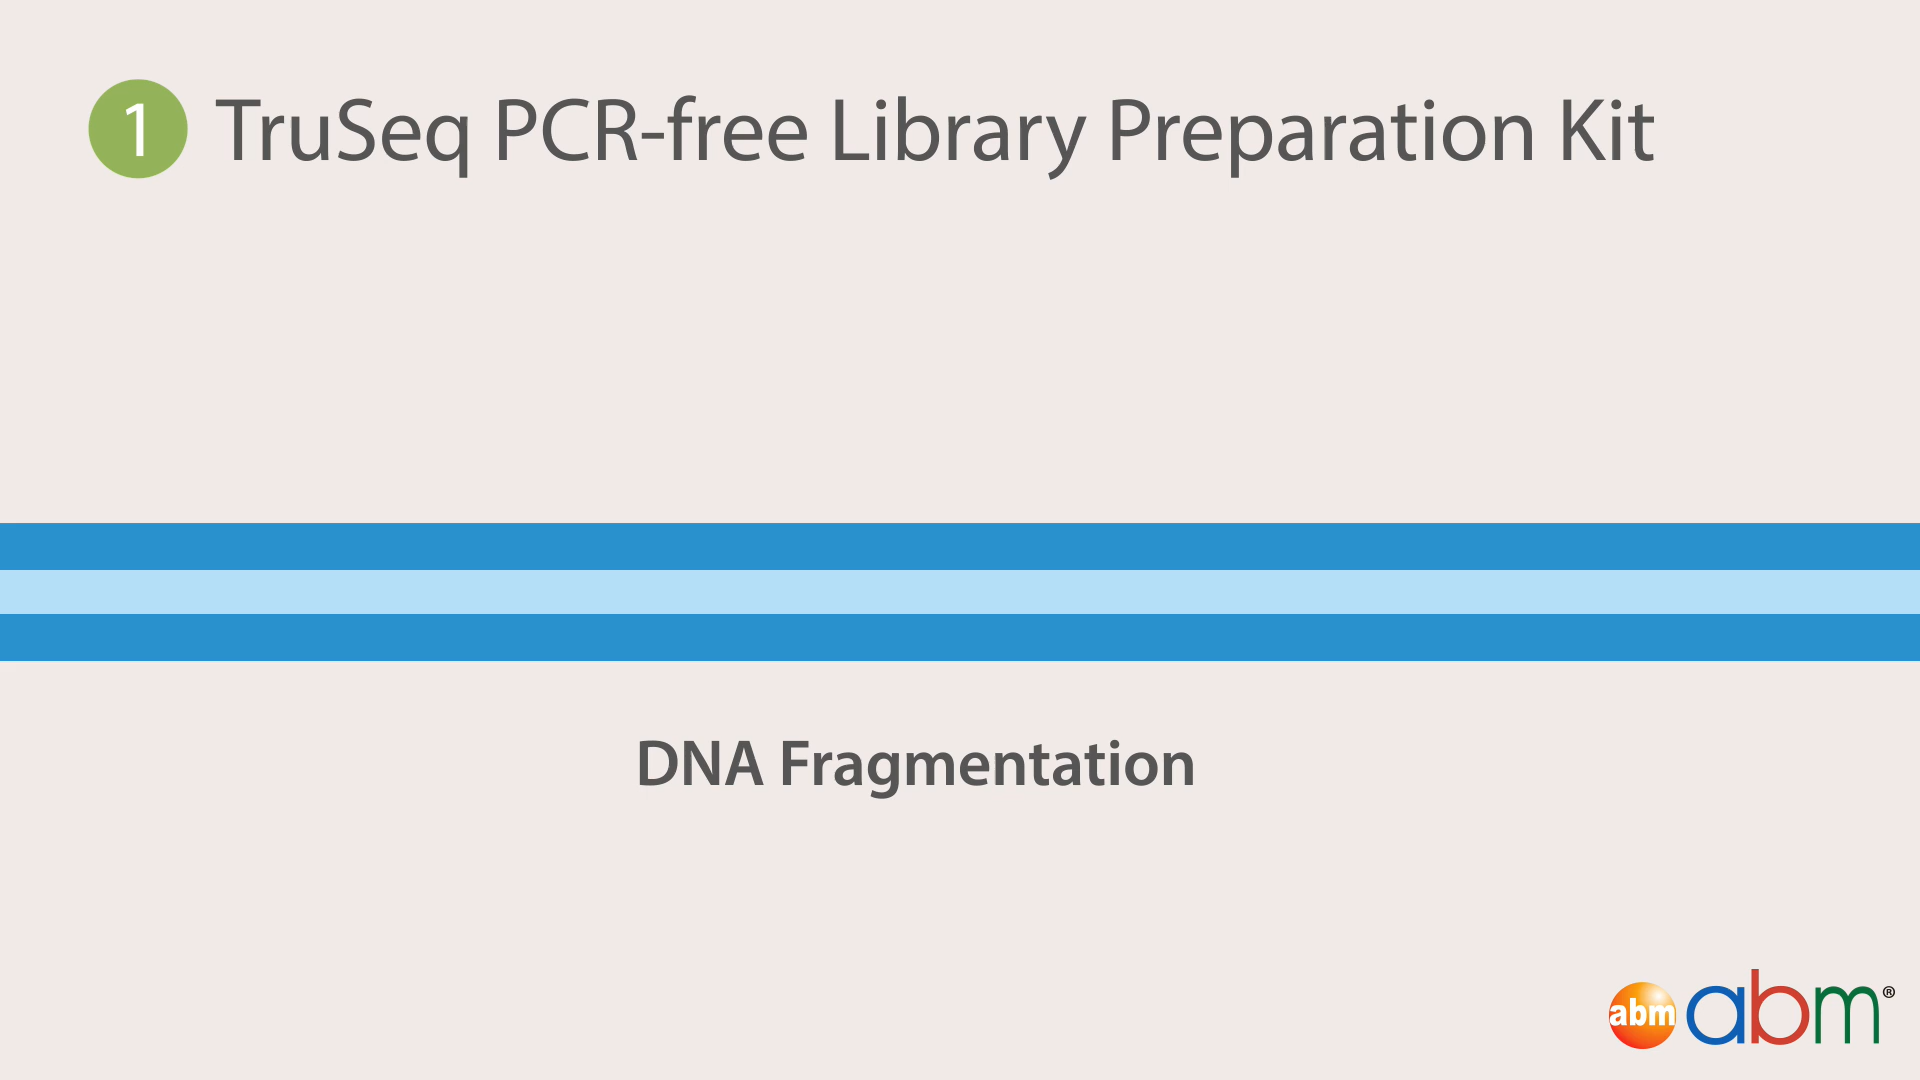 1 TruSeq PCR-free Library Preparation Kit
DNA Fragmentation
abm abm®